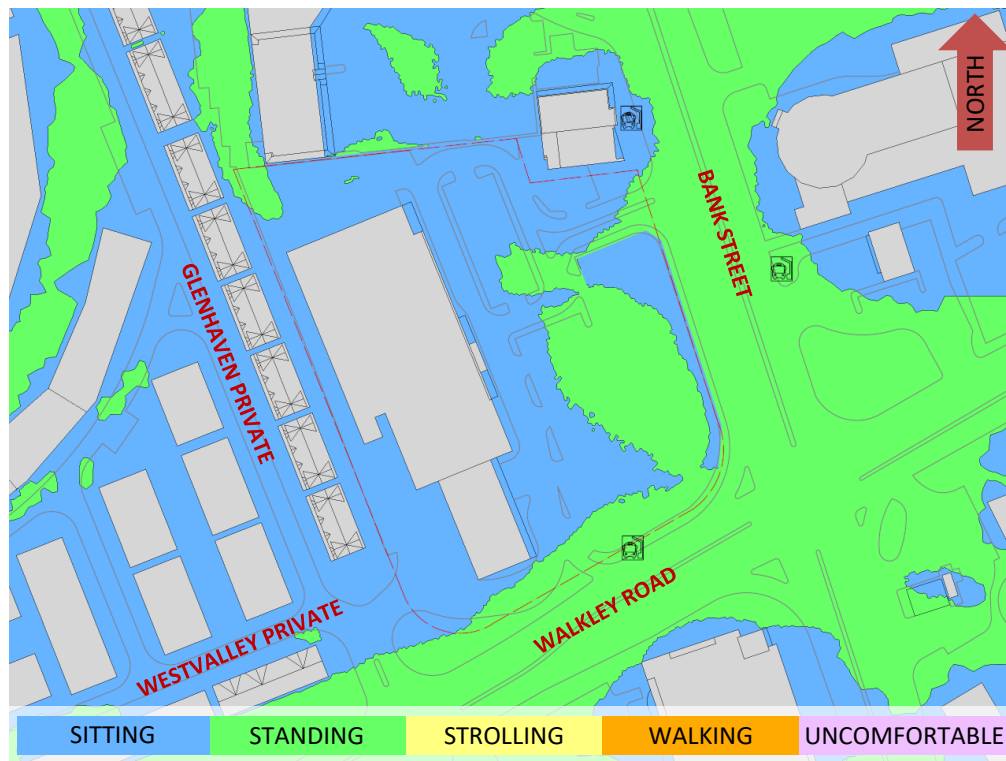 NORTH
BANK STREET
GLENHAVEN PRIVATE
WALKLEY ROAD
WESTVALLEY PRIVATE
SITTING
STANDING
STROLLING
WALKING
UNCOMFORTABLE